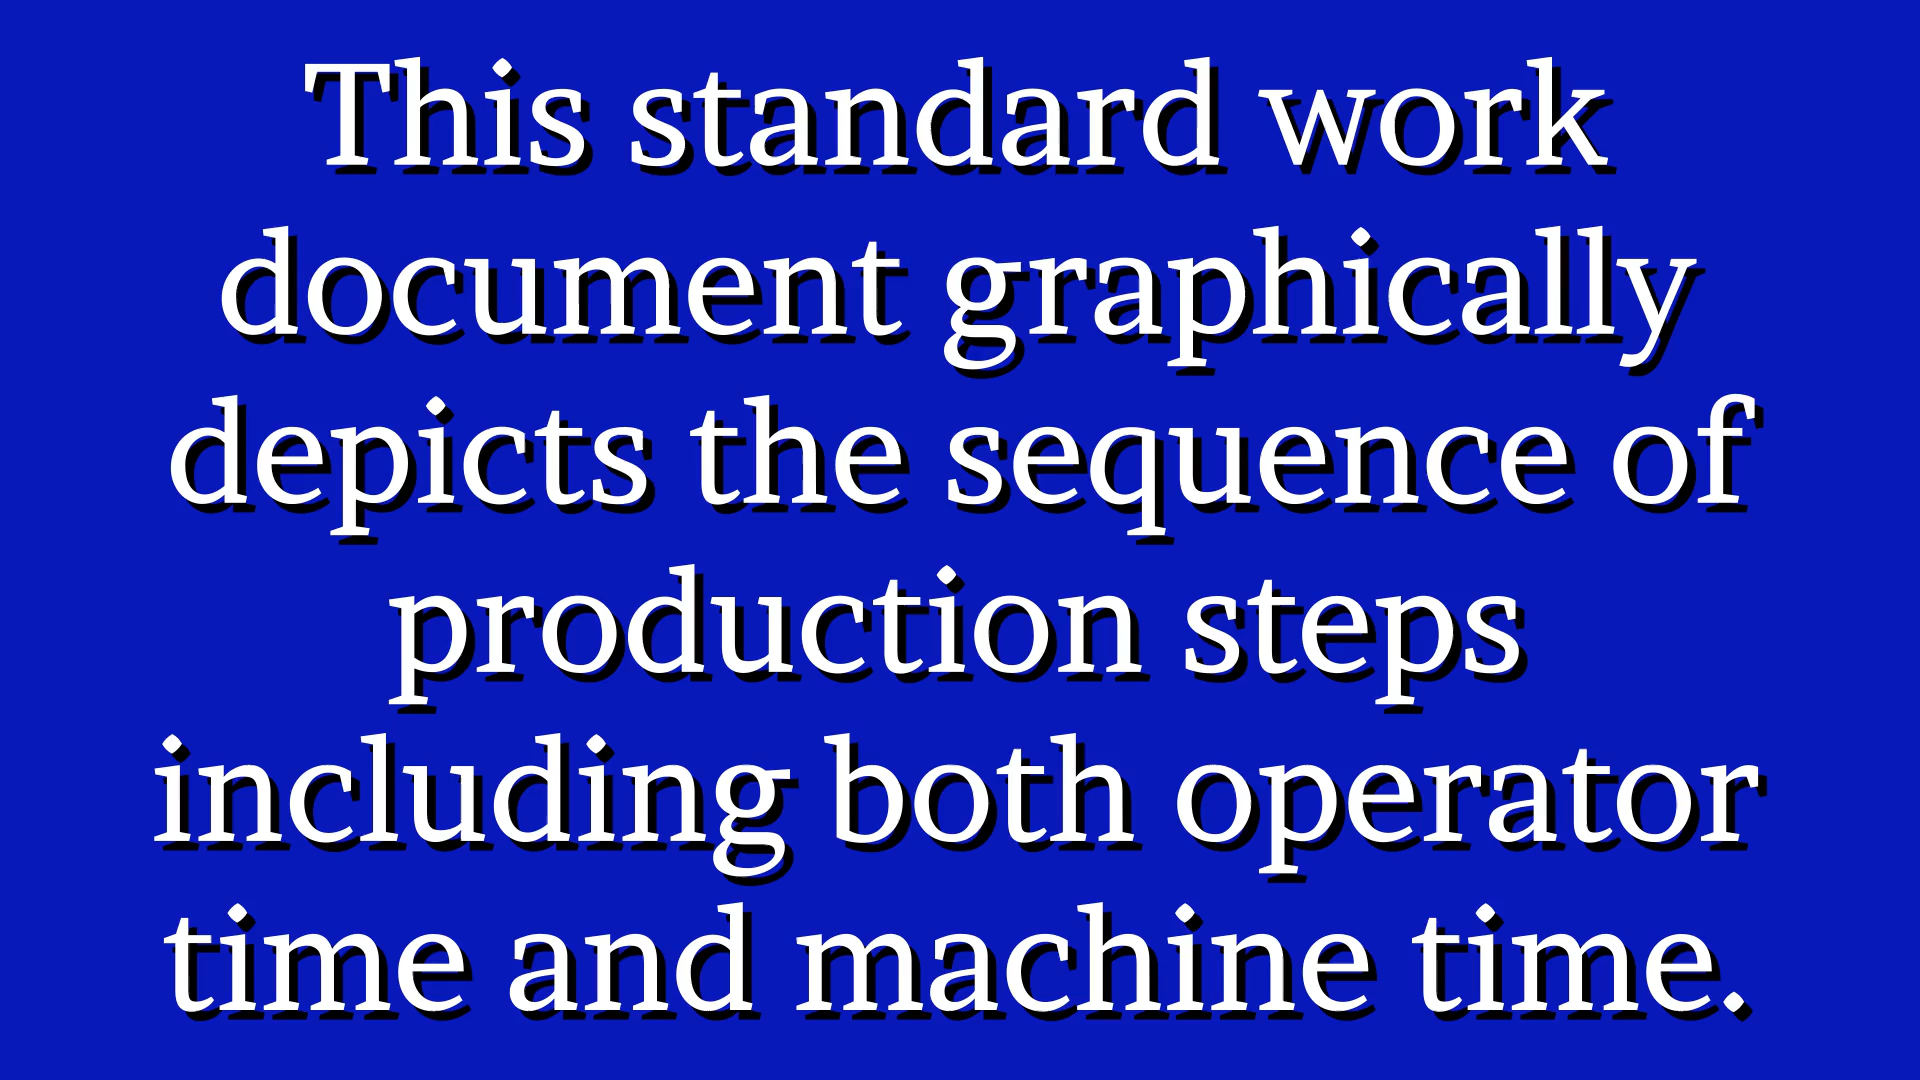 This standard work
document graphically
depicts the sequence of
production steps
including both operator
time and machine time.